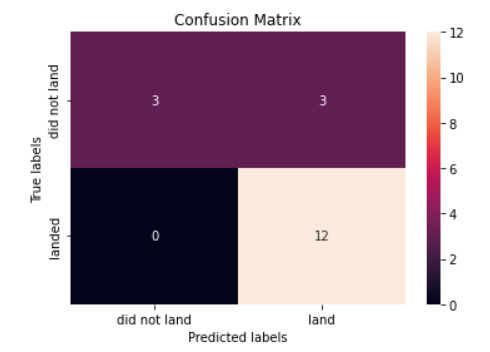 Confusion Matrix
12
did not land
3
3
10
8
True labels
6
4
landed
0
12
2
0
did not land
land
Predicted labels